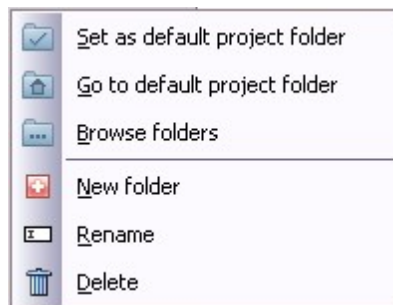 Set as default project folder
Go to default project folder
Browse folders
New folder
Rename
Delete